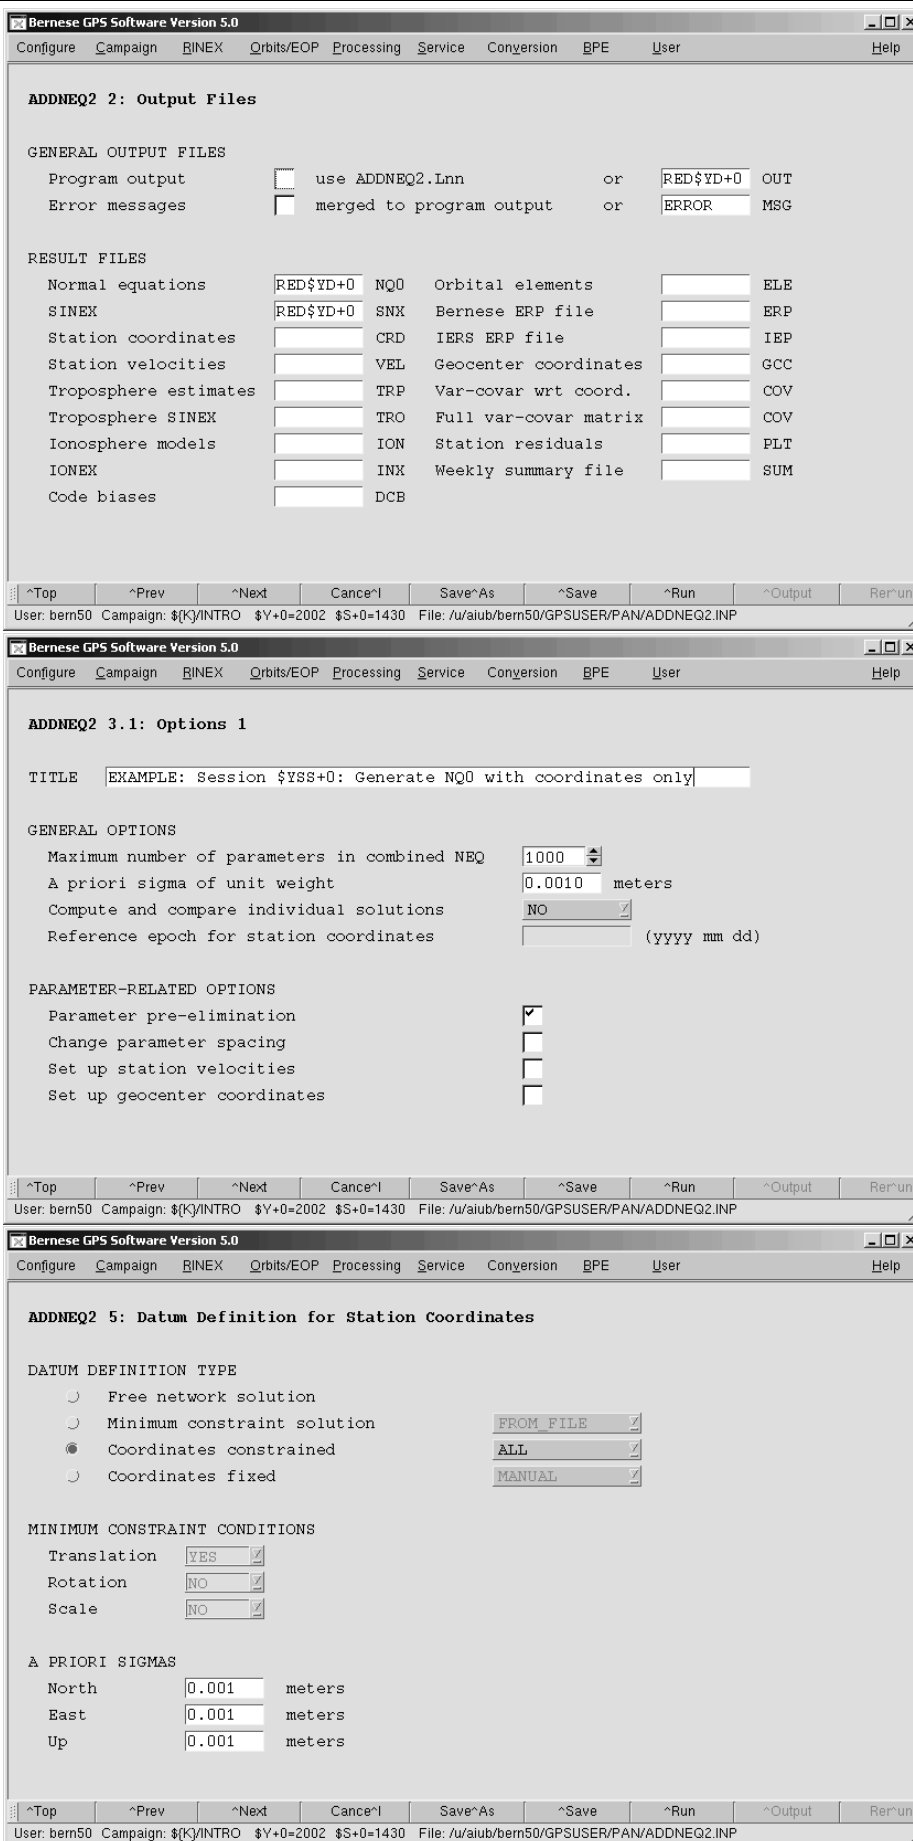 Bernese GPS Software Version 5.0
Configure Campaign RINEX Orbits/EOP Processing Service Conversion BPE User Help
ADDNEQ2 2: Output Files
GENERAL OUTPUT FILES
Program output use ADDNEQ2.Lnn or RED$YD+0 OUT
Error messages merged to program output or ERROR MSG
RESULT FILES
Normal equations RED$YD+0 NQ0 Orbital elements ELE
SINEX RED$YD+0 SNX Bernese ERP file ERP
Station coordinates CRD IERS ERP file IEP
Station velocities VEL Geocenter coordinates GCC
Troposphere estimates TRP Var-covar wrt coord. COV
Troposphere SINEX TRO Full var-covar matrix COV
Ionosphere models ION Station residuals PLT
IONEX INX Weekly summary file SUM
Code biases DCB
^Top ^Prev ^Next Cance^l Save^As ^Save ^Run ^Output Rer^un
User: bern50 Campaign: ${K}/INTRO $Y+0=2002 $S+0=1430 File: /u/aiub/bern50/GPSUSER/PAN/ADDNEQ2.INP
Bernese GPS Software Version 5.0
Configure Campaign RINEX Orbits/EOP Processing Service Conversion BPE User Help
ADDNEQ2 3.1: Options 1
TITLE EXAMPLE: Session $YSS+0: Generate NQ0 with coordinates only
GENERAL OPTIONS
Maximum number of parameters in combined NEQ 1000
A priori sigma of unit weight 0.0010 meters
Compute and compare individual solutions NO
Reference epoch for station coordinates (yyyy mm dd)
PARAMETER-RELATED OPTIONS
Parameter pre-elimination
Change parameter spacing
Set up station velocities
Set up geocenter coordinates
^Top ^Prev ^Next Cance^l Save^As ^Save ^Run ^Output Rer^un
User: bern50 Campaign: ${K}/INTRO $Y+0=2002 $S+0=1430 File: /u/aiub/bern50/GPSUSER/PAN/ADDNEQ2.INP
Bernese GPS Software Version 5.0
Configure Campaign RINEX Orbits/EOP Processing Service Conversion BPE User Help
ADDNEQ2 5: Datum Definition for Station Coordinates
DATUM DEFINITION TYPE
Free network solution
Minimum constraint solution FROM_FILE
Coordinates constrained ALL
Coordinates fixed MANUAL
MINIMUM CONSTRAINT CONDITIONS
Translation YES
Rotation NO
Scale NO
A PRIORI SIGMAS
North 0.001 meters
East 0.001 meters
Up 0.001 meters
^Top ^Prev ^Next Cance^l Save^As ^Save ^Run ^Output Rer^un
User: bern50 Campaign: ${K}/INTRO $Y+0=2002 $S+0=1430 File: /u/aiub/bern50/GPSUSER/PAN/ADDNEQ2.INP